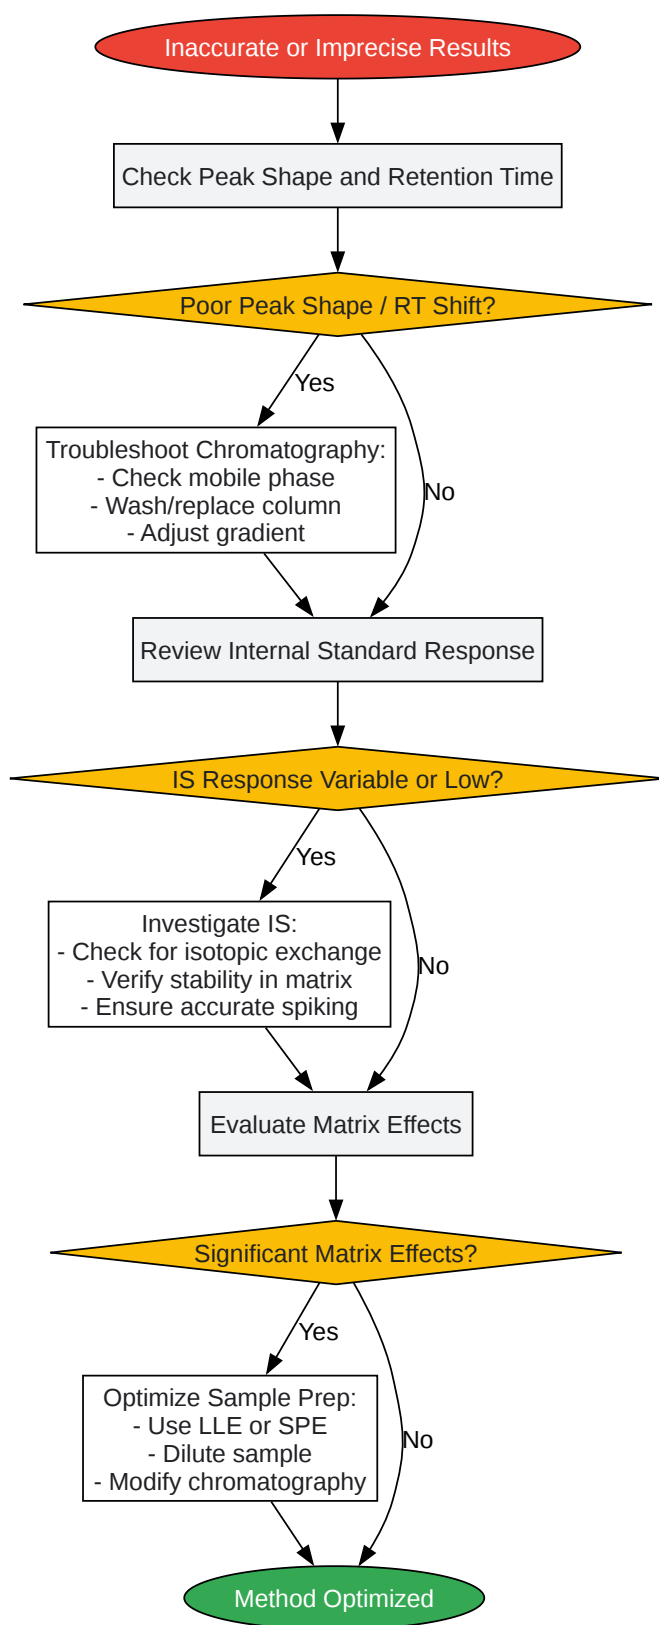 Inaccurate or Imprecise Results
Check Peak Shape and Retention Time
Poor Peak Shape / RT Shift?
Yes
Troubleshoot Chromatography:
- Check mobile phase
- Wash/replace column
- Adjust gradient
No
Review Internal Standard Response
IS Response Variable or Low?
Yes
Investigate IS:
- Check for isotopic exchange
- Verify stability in matrix
- Ensure accurate spiking
No
Evaluate Matrix Effects
Significant Matrix Effects?
Yes
Optimize Sample Prep:
- Use LLE or SPE
- Dilute sample
- Modify chromatography
No
Method Optimized